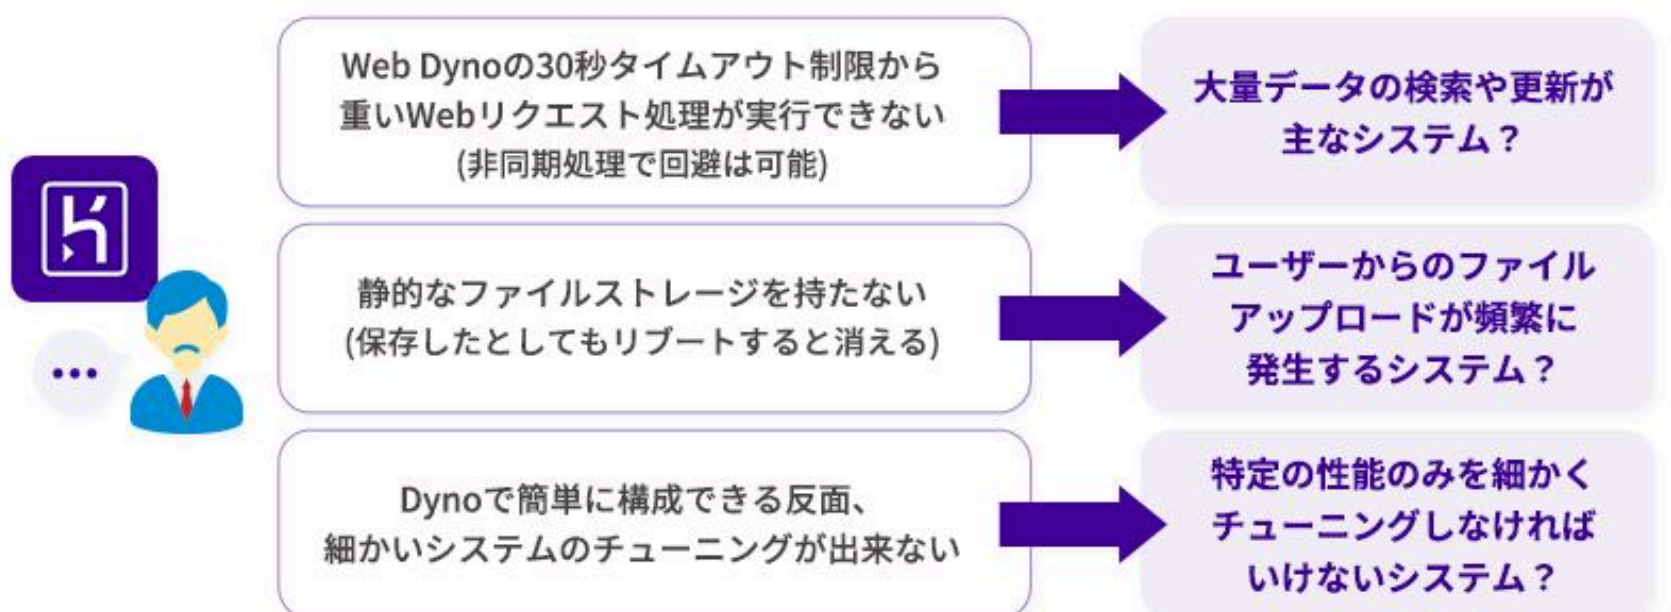 Web Dynoの30秒タイムアウト制限から
重いWebリクエスト処理が実行できない
(非同期処理で回避は可能)
大量データの検索や更新が
主なシステム？
静的なファイルストレージを持たない
(保存したとしてもリブートすると消える)
ユーザーからのファイル
アップロードが頻繁に
発生するシステム？
Dynoで簡単に構成できる反面、
細かいシステムのチューニングが出来ない
特定の性能のみを細かく
チューニングしなければ
いけないシステム？